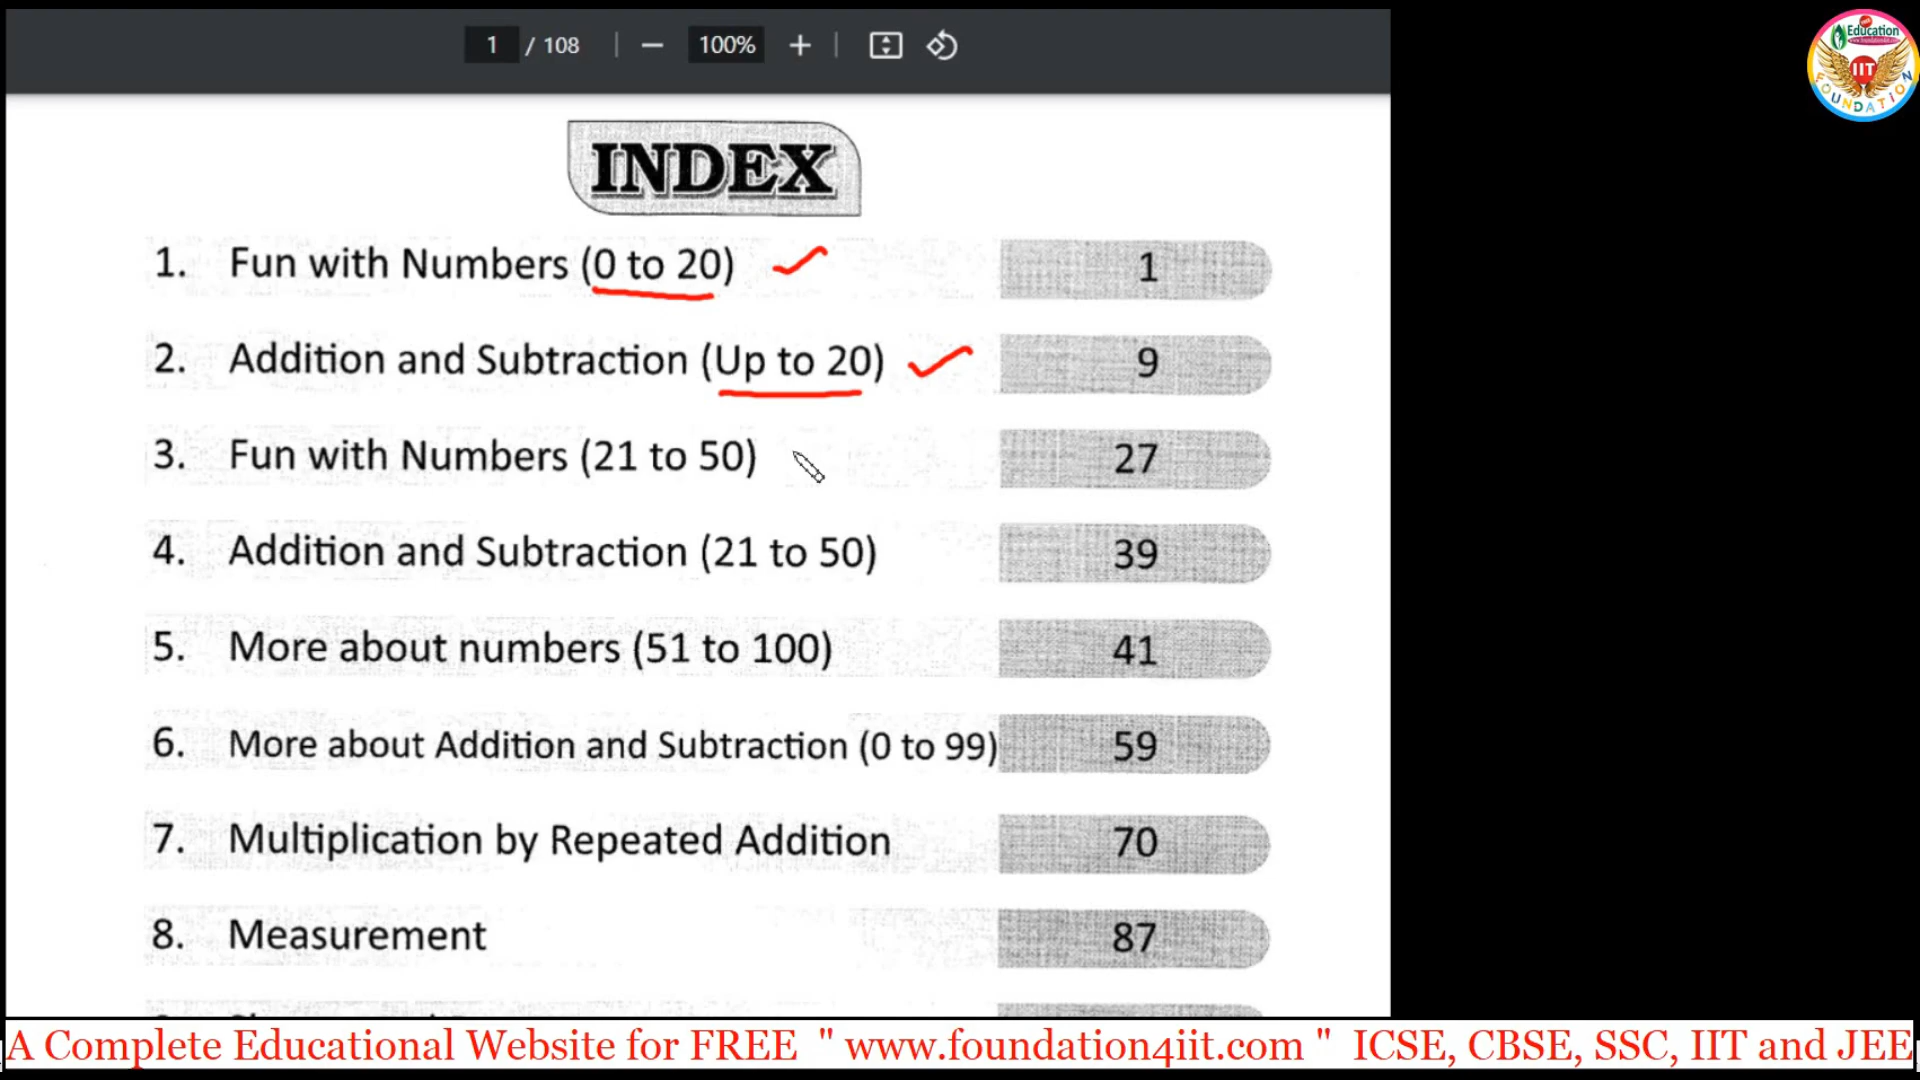 1 / 108 — 100% +
Education
IIT
FOUNDATION
INDEX
1. Fun with Numbers (0 to 20) 1
2. Addition and Subtraction (Up to 20) 9
3. Fun with Numbers (21 to 50) 27
4. Addition and Subtraction (21 to 50) 39
5. More about numbers (51 to 100) 41
6. More about Addition and Subtraction (0 to 99) 59
7. Multiplication by Repeated Addition 70
8. Measurement 87
A Complete Educational Website for FREE " www.foundation4iit.com " ICSE, CBSE, SSC, IIT and JEE